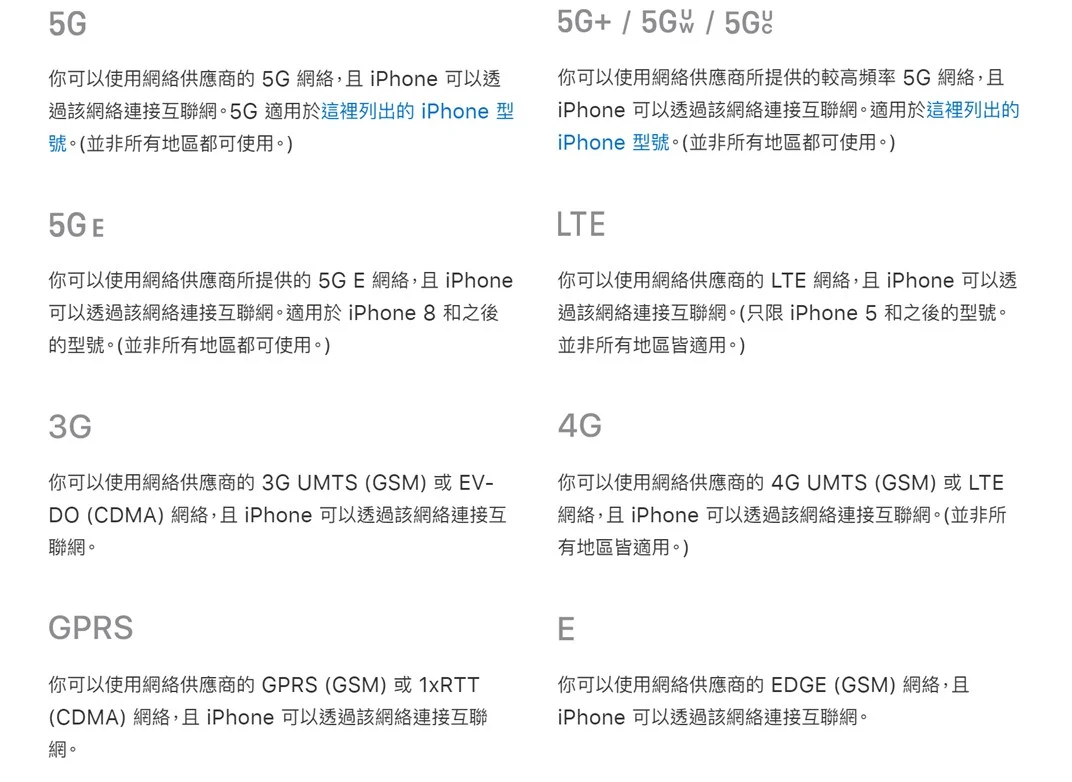 5G
你可以使用網絡供應商的 5G 網絡,且 iPhone 可以透
過該網絡連接互聯網。5G 適用於這裡列出的 iPhone 型
號。(並非所有地區都可使用。)
5G+ / 5G UW / 5G UC
你可以使用網絡供應商所提供的較高頻率 5G 網絡,且
iPhone 可以透過該網絡連接互聯網。適用於這裡列出的
iPhone 型號。(並非所有地區都可使用。)
5G E
你可以使用網絡供應商所提供的 5G E 網絡,且 iPhone
可以透過該網絡連接互聯網。適用於 iPhone 8 和之後
的型號。(並非所有地區都可使用。)
LTE
你可以使用網絡供應商的 LTE 網絡,且 iPhone 可以透
過該網絡連接互聯網。(只限 iPhone 5 和之後的型號。
並非所有地區皆適用。)
3G
你可以使用網絡供應商的 3G UMTS (GSM) 或 EV-
DO (CDMA) 網絡,且 iPhone 可以透過該網絡連接互
聯網。
4G
你可以使用網絡供應商的 4G UMTS (GSM) 或 LTE
網絡,且 iPhone 可以透過該網絡連接互聯網。(並非所
有地區皆適用。)
GPRS
你可以使用網絡供應商的 GPRS (GSM) 或 1xRTT
(CDMA) 網絡,且 iPhone 可以透過該網絡連接互聯
網。
E
你可以使用網絡供應商的 EDGE (GSM) 網絡,且
iPhone 可以透過該網絡連接互聯網。